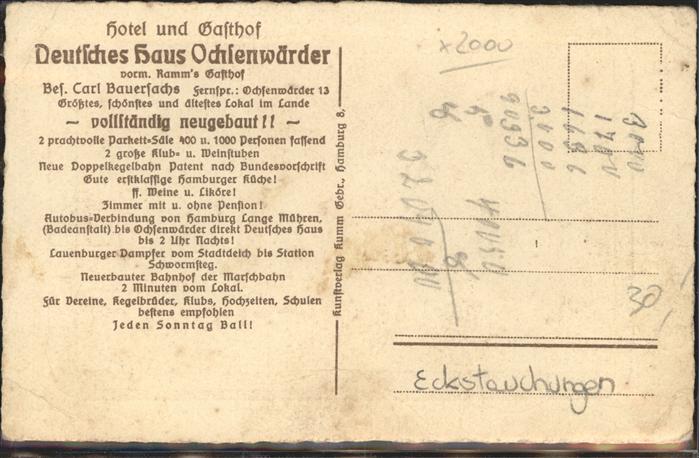 Hotel und Gasthof
Deutsches Haus Ochsenwärder
vorm. Ramm's Gasthof
Bes. Carl Bauersachs Fernspr.: Ochsenwärder 13
Größtes, schönstes und ältestes Lokal im Lande
— vollständig neugebaut!! —
2 prachtvolle Parkett-Säle 400 u. 1000 Personen fassend
2 große Klub- u. Weinstuben
Neue Doppelkegelbahn Patent nach Bundesvorschrift
Gute erstklassige Hamburger Küche!
ff. Weine u. Liköre!
Zimmer mit u. ohne Pension!
Autobus-Verbindung von Hamburg Lange Mühren,
(Badeanstalt) bis Ochsenwärder direkt Deutsches Haus
bis 2 Uhr Nachts!
Lauenburger Dampfer vom Stadtdeich bis Station
Schwormsteg.
Neuerbauter Bahnhof der Marschbahn
2 Minuten vom Lokal.
Für Vereine, Kegelbrüder, Klubs, Hochzeiten, Schulen
bestens empfohlen
Jeden Sonntag Ball!
Kunstverlag Kumm Gebr., Hamburg 8.
x2000
30
Eckstauchungen